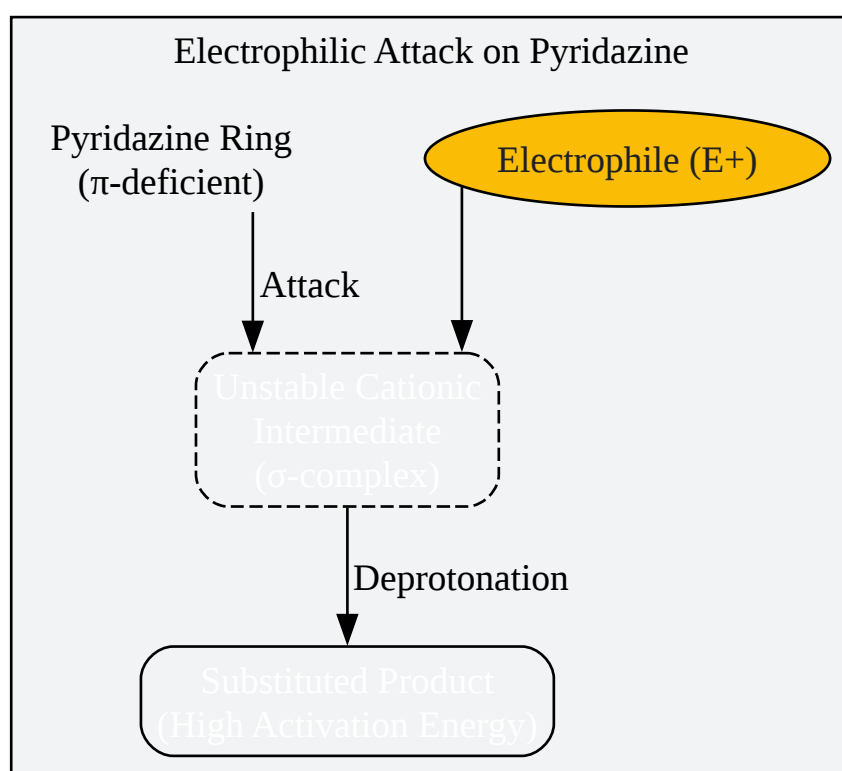 Electrophilic Attack on Pyridazine
Pyridazine Ring
(π-deficient)
Electrophile (E+)
Attack
Unstable Cationic
Intermediate
(σ-complex)
Deprotonation
Substituted Product
(High Activation Energy)